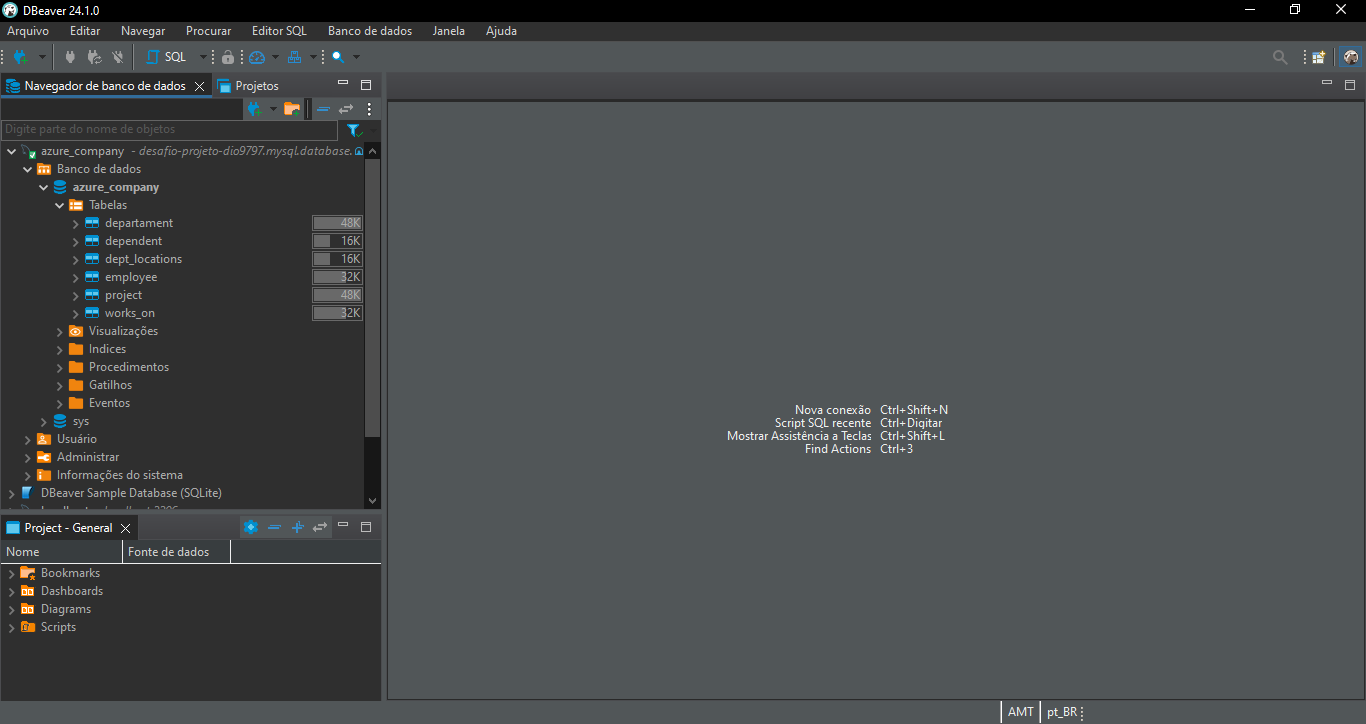 DBeaver 24.1.0
Arquivo Editar Navegar Procurar Editor SQL Banco de dados Janela Ajuda
SQL
Navegador de banco de dados Projetos
Digite parte do nome de objetos
azure_company - desafio-projeto-dio9797.mysql.database.
Banco de dados
azure_company
Tabelas
departament 48K
dependent 16K
dept_locations 16K
employee 32K
project 48K
works_on 32K
Visualizações
Indices
Procedimentos
Gatilhos
Eventos
sys
Usuário
Administrar
Informações do sistema
DBeaver Sample Database (SQLite)
Nova conexão Ctrl+Shift+N
Script SQL recente Ctrl+Digitar
Mostrar Assistência a Teclas Ctrl+Shift+L
Find Actions Ctrl+3
Project - General
Nome Fonte de dados
Bookmarks
Dashboards
Diagrams
Scripts
AMT pt_BR